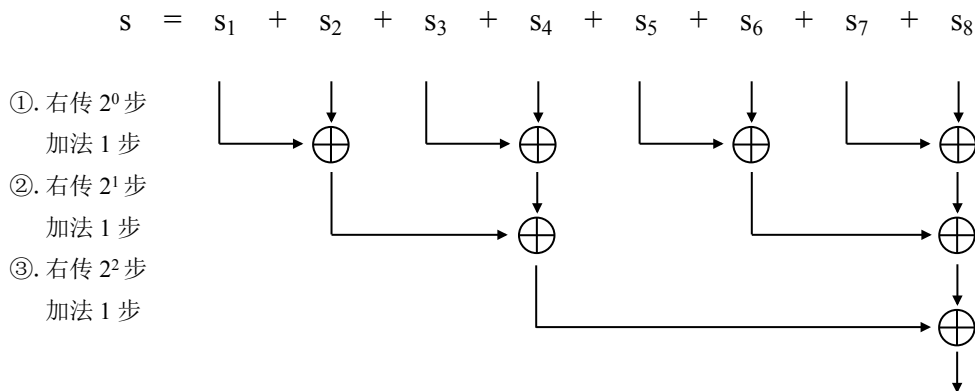 s = s₁ + s₂ + s₃ + s₄ + s₅ + s₆ + s₇ + s₈
①. 右传 2⁰ 步
加法 1 步
②. 右传 2¹ 步
加法 1 步
③. 右传 2² 步
加法 1 步